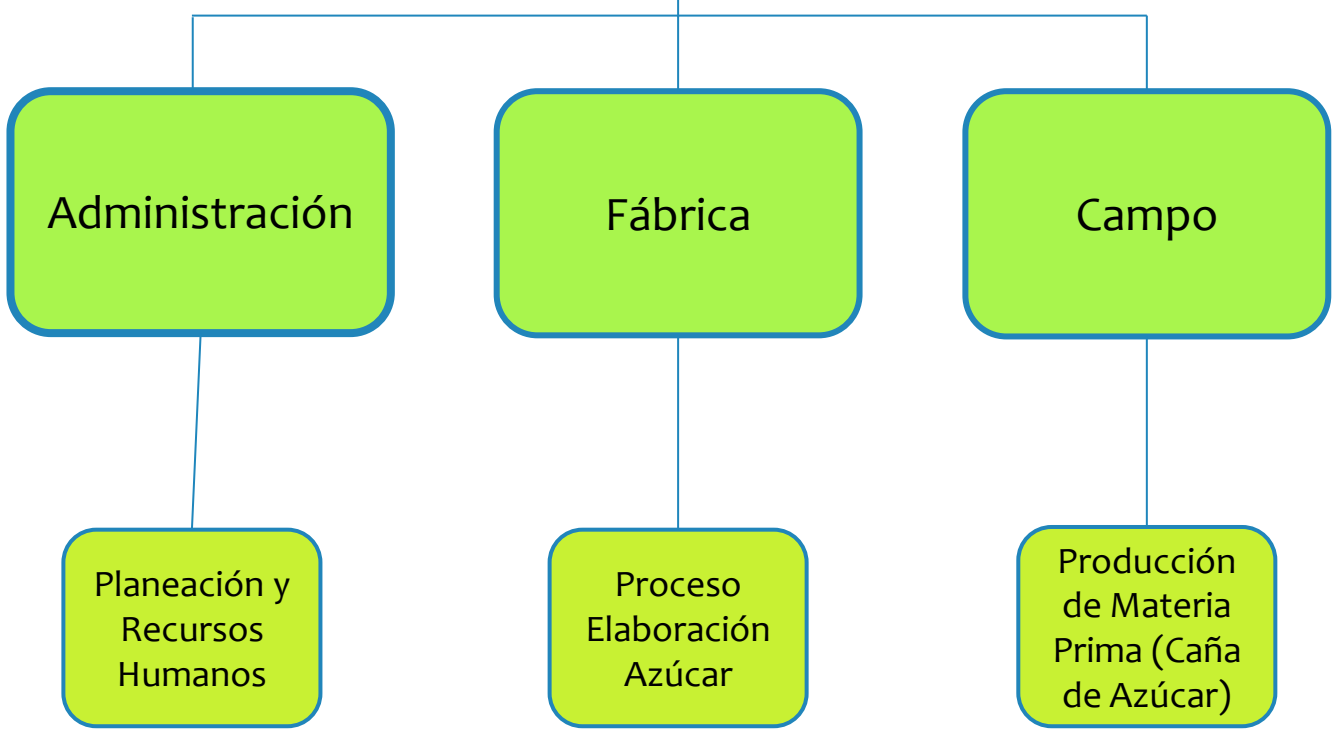 Administración
Fábrica
Campo
Planeación y
Recursos
Humanos
Proceso
Elaboración
Azúcar
Producción
de Materia
Prima (Caña
de Azúcar)